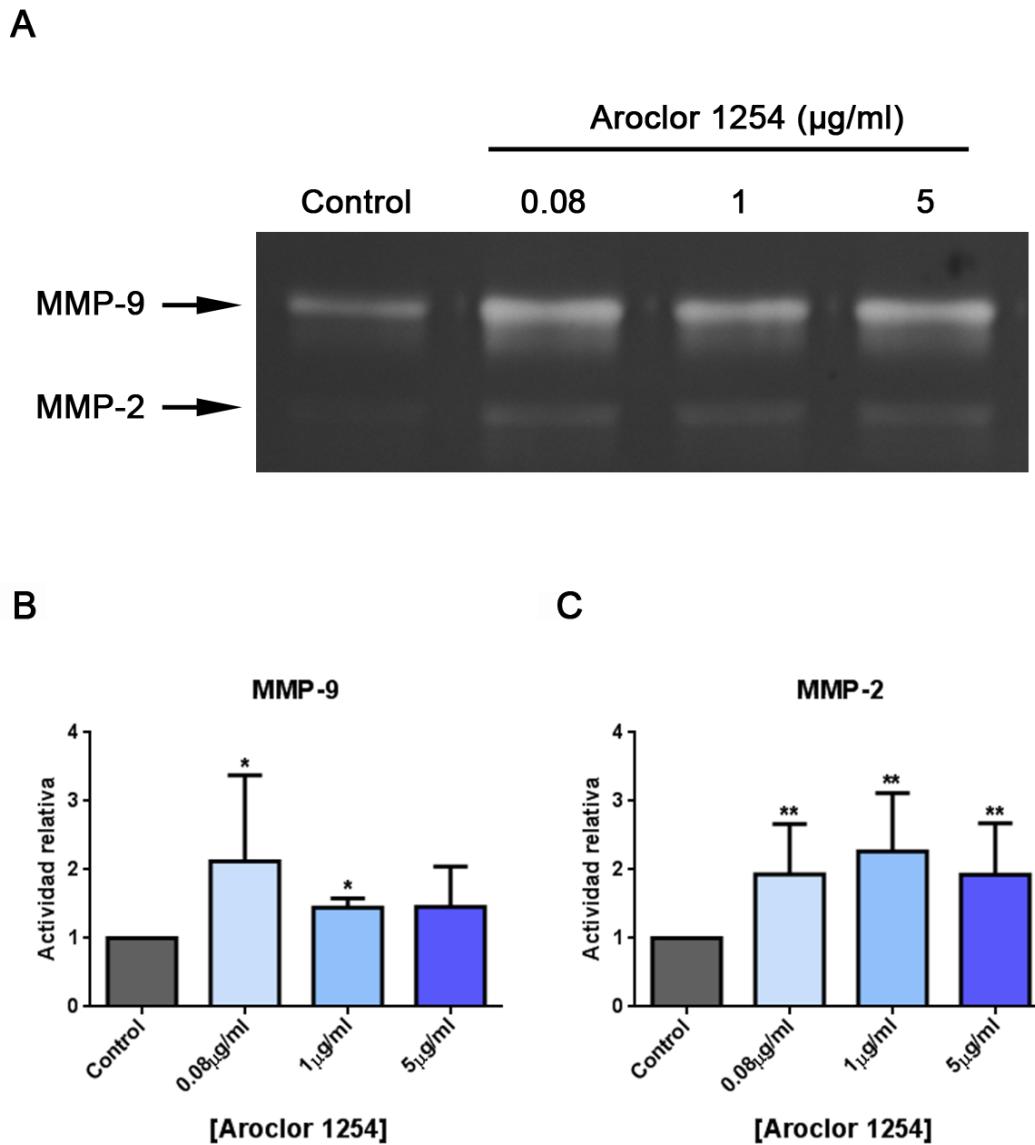 A
Aroclor 1254 (µg/ml)
Control 0.08 1 5
MMP-9
MMP-2
B
MMP-9
Actividad relativa
4
3
2
1
0
* *
Control 0.08µg/ml 1µg/ml 5µg/ml
[Aroclor 1254]
C
MMP-2
Actividad relativa
4
3
2
1
0
** ** **
Control 0.08µg/ml 1µg/ml 5µg/ml
[Aroclor 1254]